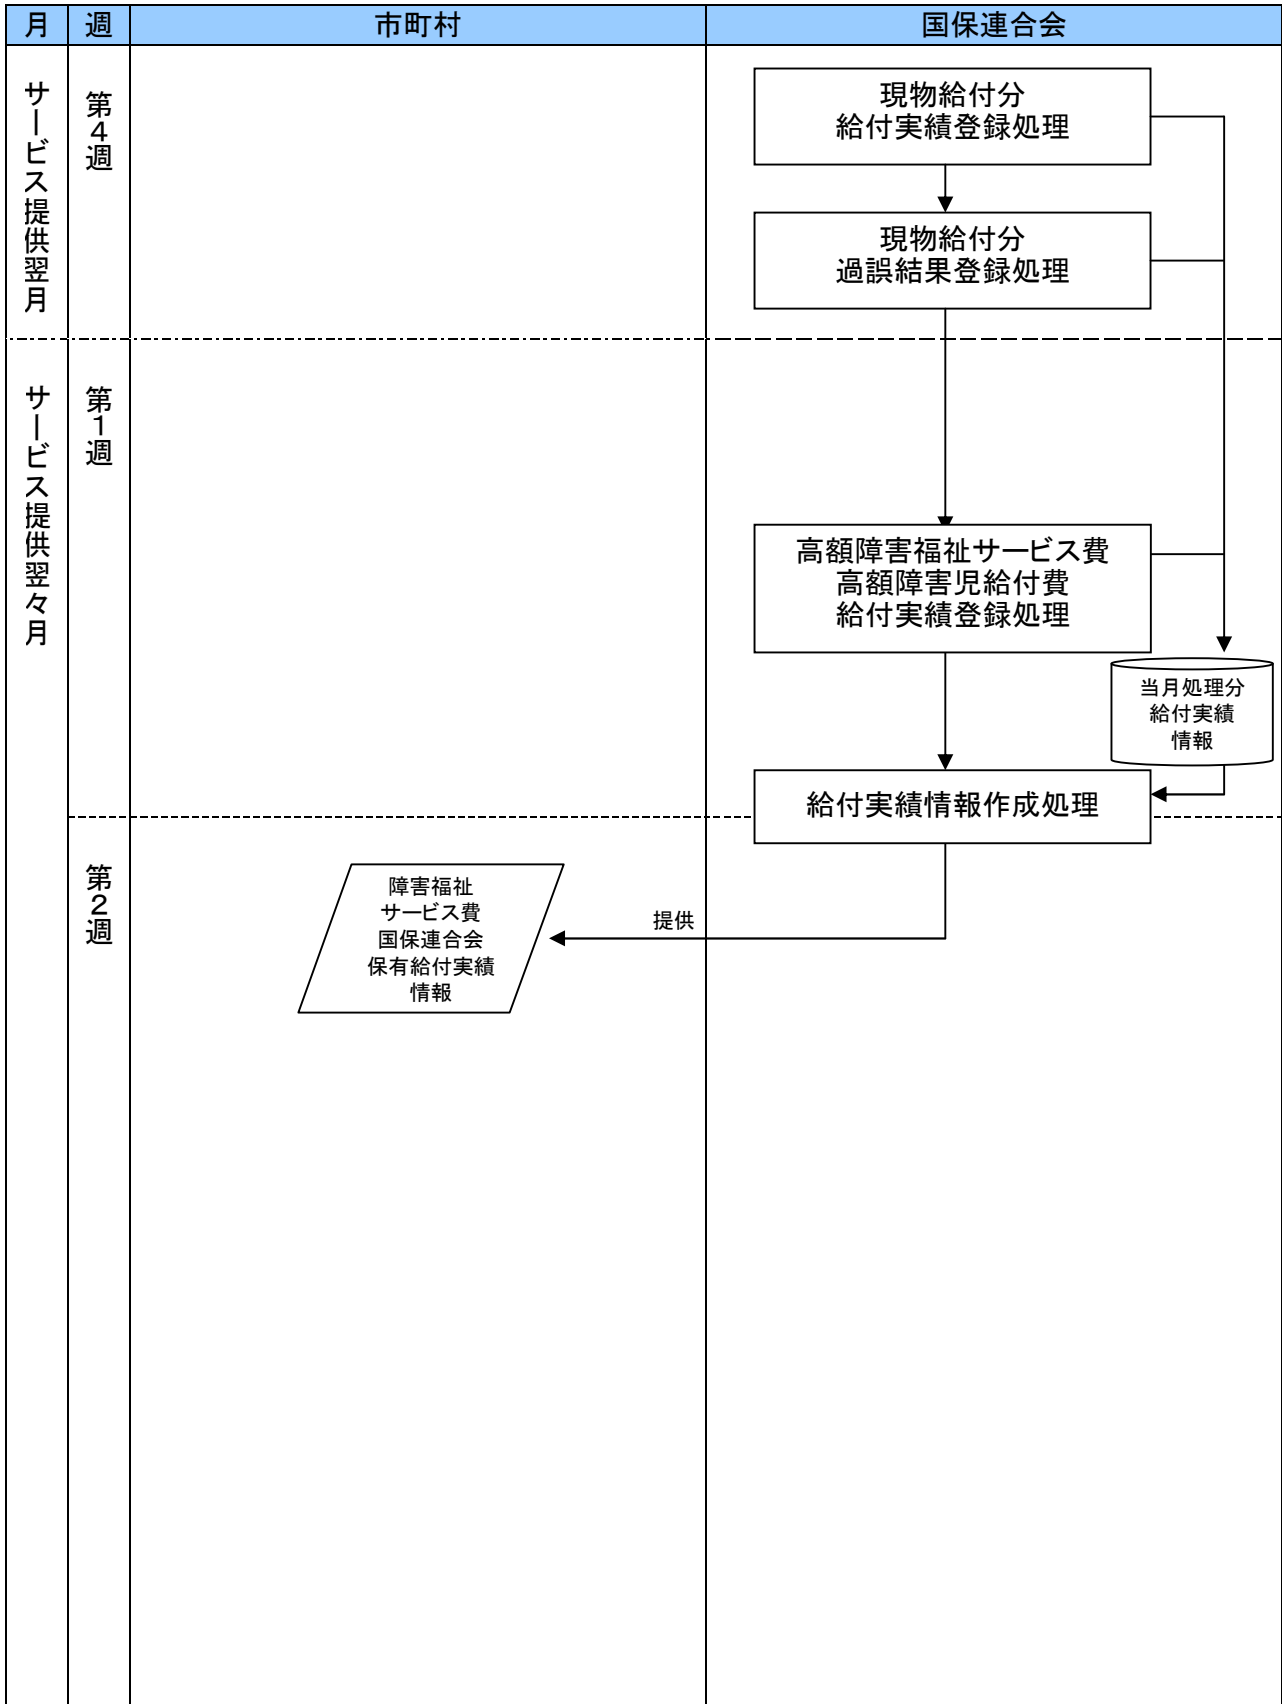 月 週 市町村 国保連合会
サービス提供翌月
第4週
現物給付分
給付実績登録処理
現物給付分
過誤結果登録処理
サービス提供翌々月
第1週
高額障害福祉サービス費
高額障害児給付費
給付実績登録処理
当月処理分
給付実績
情報
給付実績情報作成処理
第2週
障害福祉
サービス費
国保連合会
保有給付実績
情報
提供